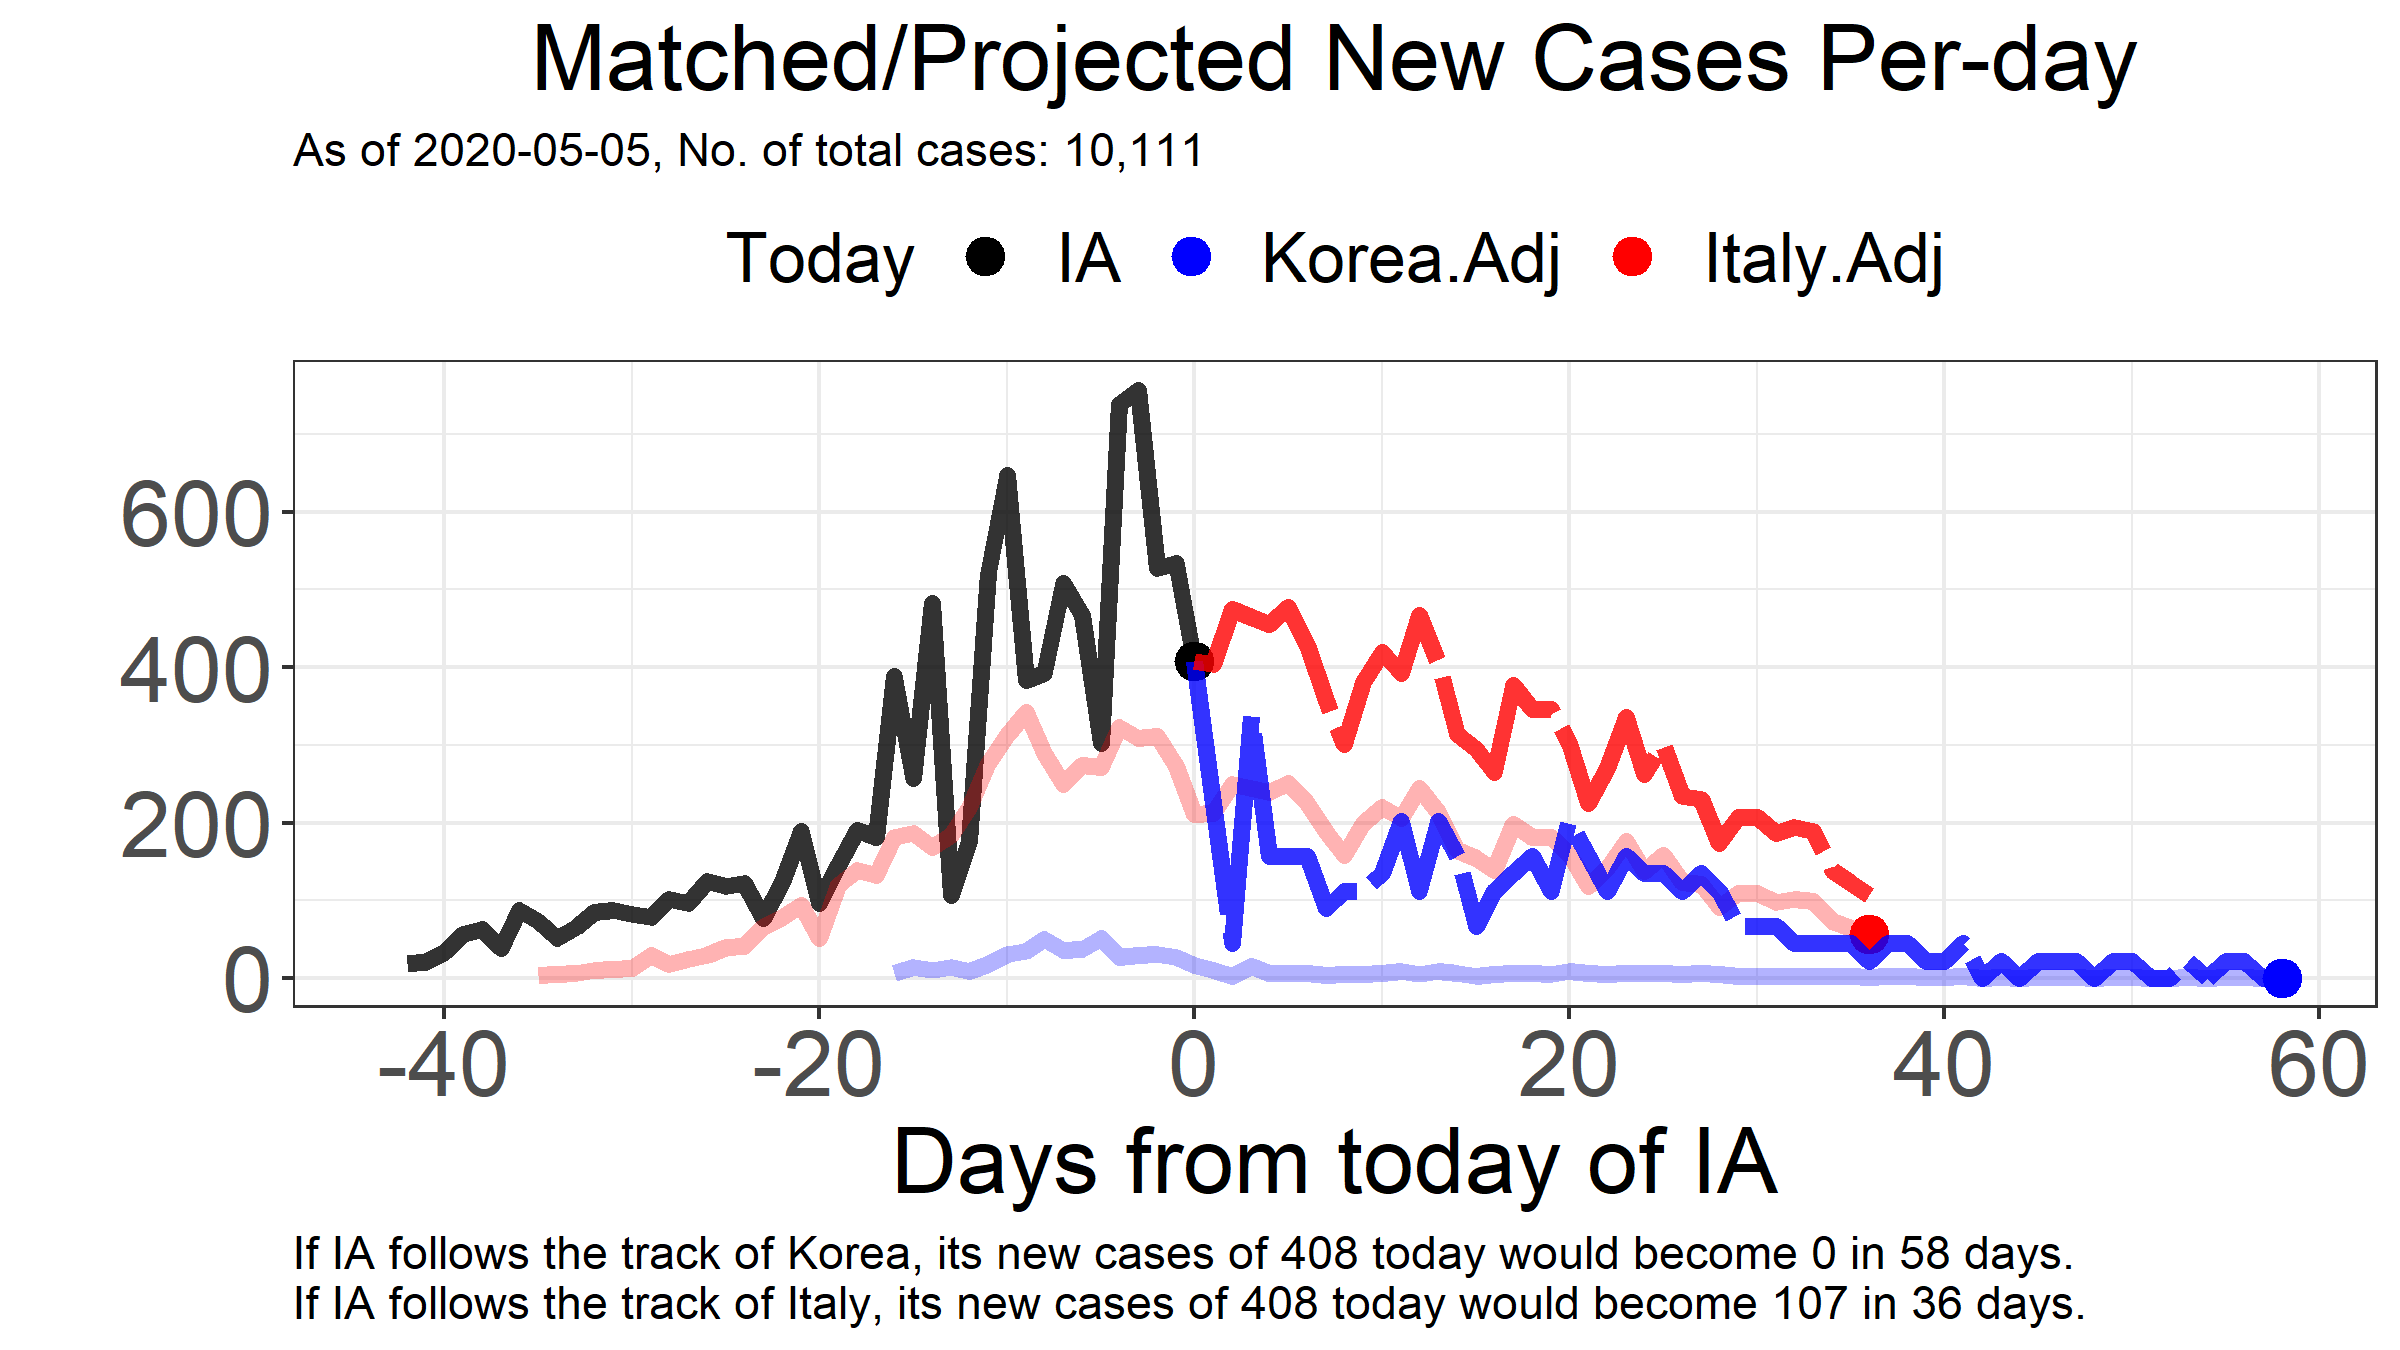 Matched/Projected New Cases Per-day
As of 2020-05-05, No. of total cases: 10,111
Today IA Korea.Adj Italy.Adj
600
400
200
0
-40 -20 0 20 40 60
Days from today of IA
If IA follows the track of Korea, its new cases of 408 today would become 0 in 58 days.
If IA follows the track of Italy, its new cases of 408 today would become 107 in 36 days.